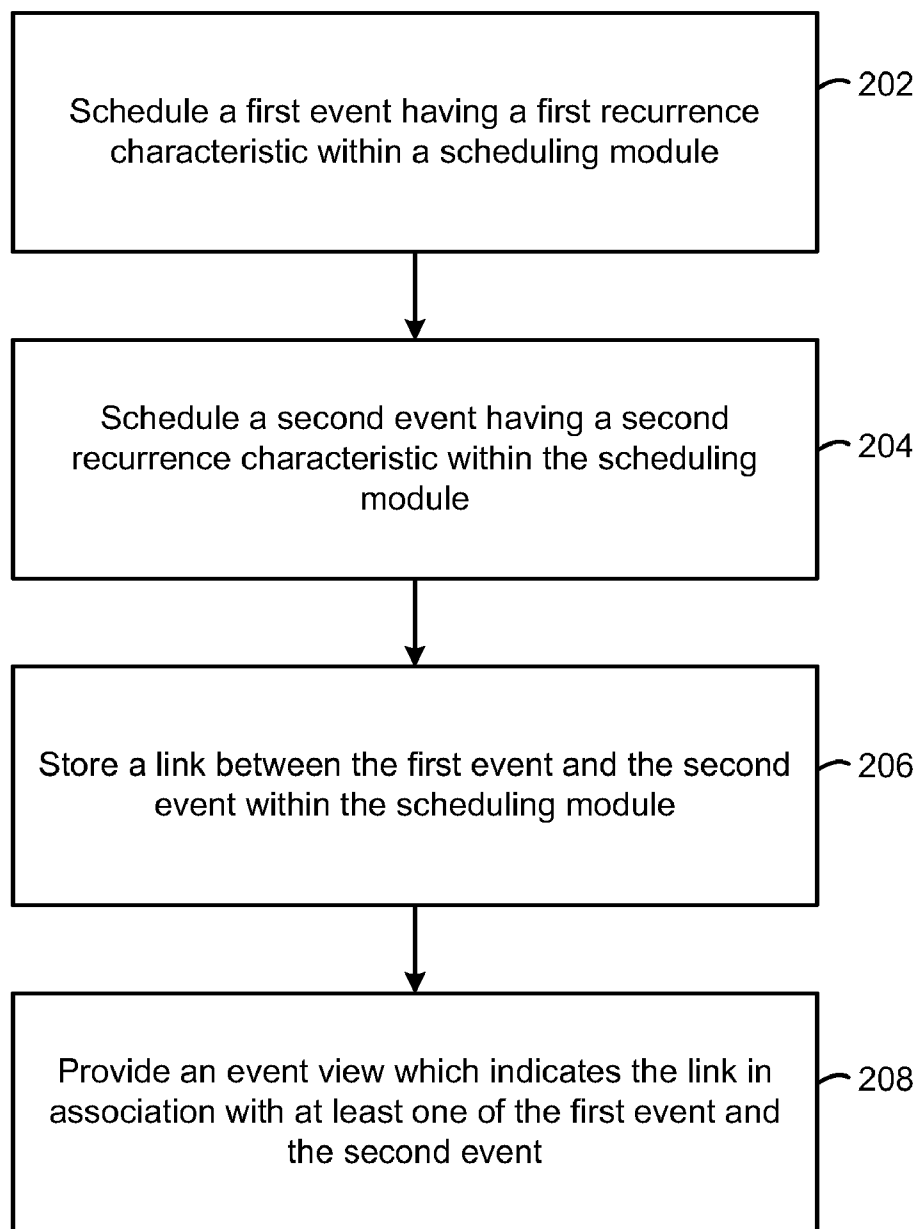 Schedule a first event having a first recurrence
characteristic within a scheduling module
202
Schedule a second event having a second
recurrence characteristic within the scheduling
module
204
Store a link between the first event and the second
event within the scheduling module
206
Provide an event view which indicates the link in
association with at least one of the first event and
the second event
208